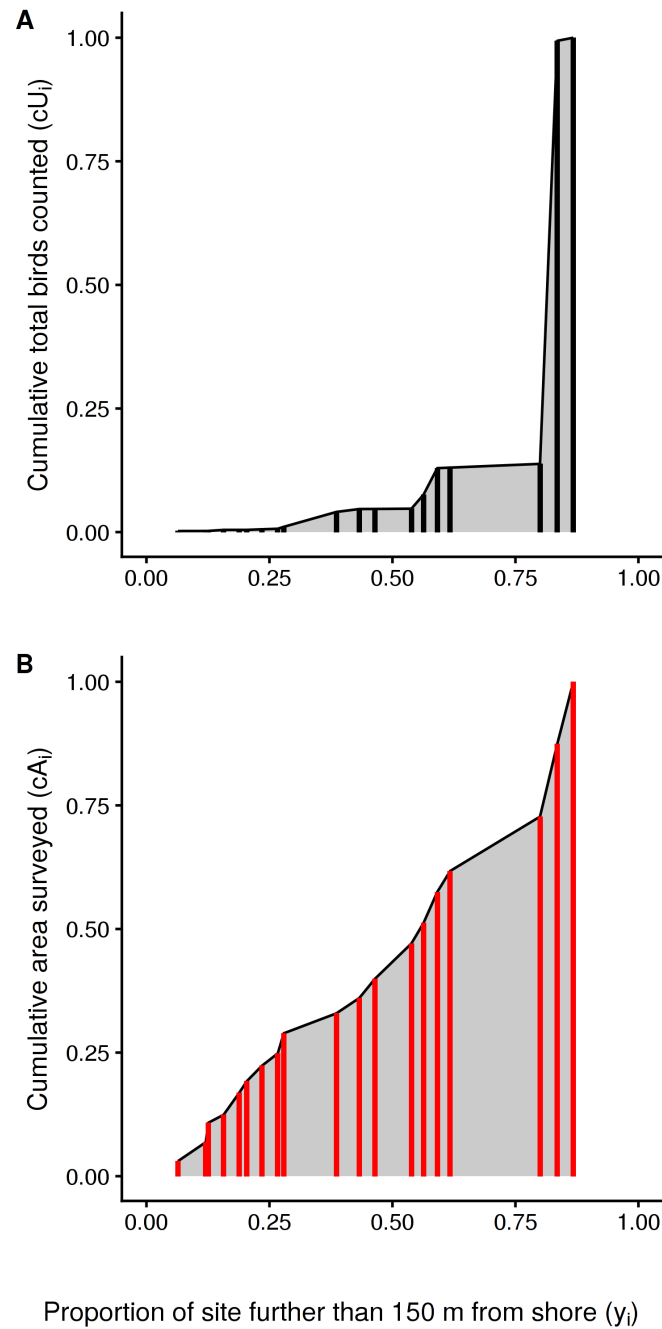 A
Cumulative total birds counted (cUi)
1.00
0.75
0.50
0.25
0.00
0.00 0.25 0.50 0.75 1.00
B
Cumulative area surveyed (cAi)
1.00
0.75
0.50
0.25
0.00
0.00 0.25 0.50 0.75 1.00
Proportion of site further than 150 m from shore (yi)